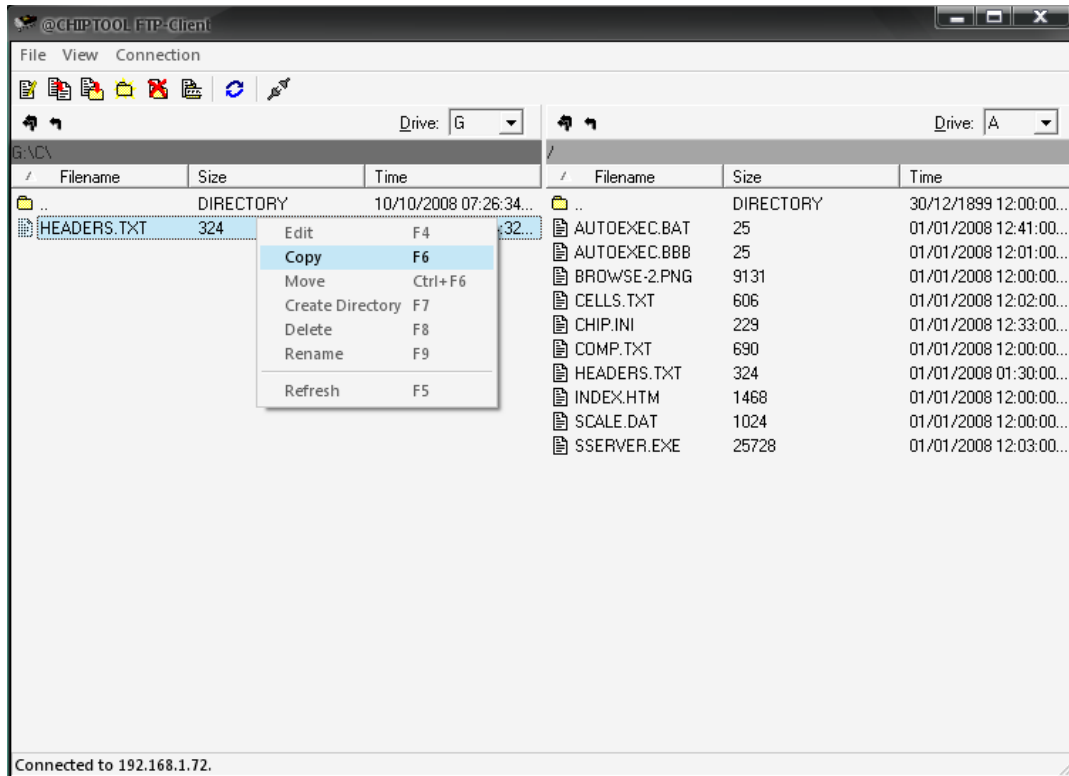 @CHIPTOOL FTP-Client
File View Connection
Drive: G
Drive: A
G:\C\
/
Filename Size Time
Filename Size Time
.. DIRECTORY 10/10/2008 07:26:34...
HEADERS.TXT 324 :32...
Edit F4
Copy F6
Move Ctrl+F6
Create Directory F7
Delete F8
Rename F9
Refresh F5
.. DIRECTORY 30/12/1899 12:00:00...
AUTOEXEC.BAT 25 01/01/2008 12:41:00...
AUTOEXEC.BBB 25 01/01/2008 12:01:00...
BROWSE-2.PNG 9131 01/01/2008 12:00:00...
CELLS.TXT 606 01/01/2008 12:02:00...
CHIP.INI 229 01/01/2008 12:33:00...
COMP.TXT 690 01/01/2008 12:00:00...
HEADERS.TXT 324 01/01/2008 01:30:00...
INDEX.HTM 1468 01/01/2008 12:00:00...
SCALE.DAT 1024 01/01/2008 12:00:00...
SSERVER.EXE 25728 01/01/2008 12:03:00...
Connected to 192.168.1.72.